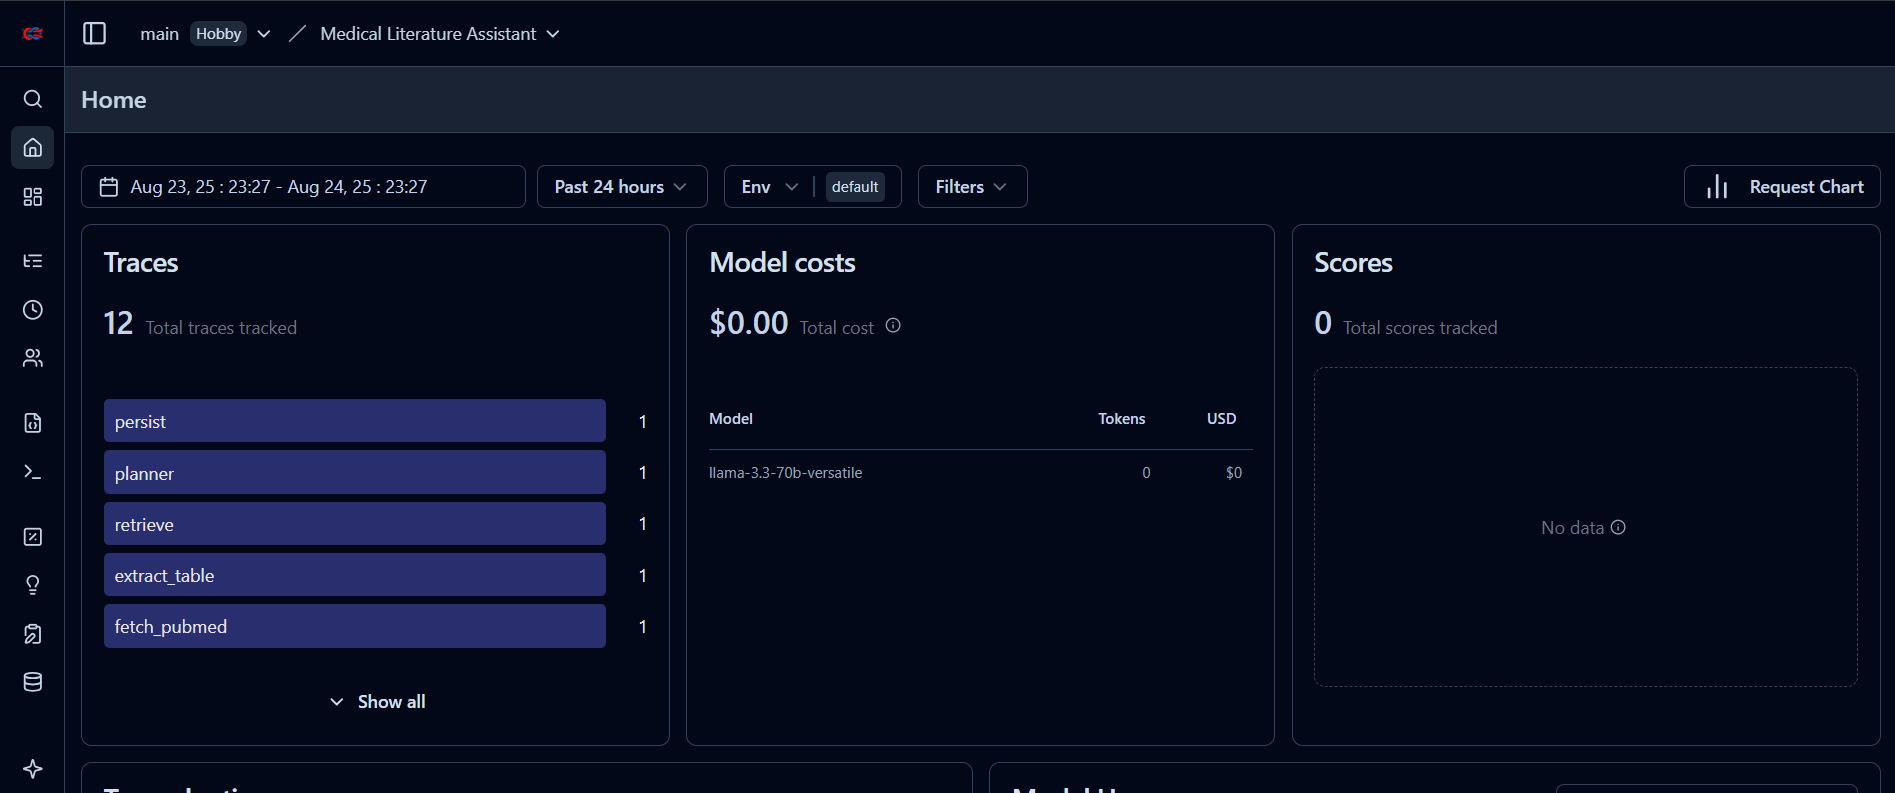 main Hobby Medical Literature Assistant
Home
Aug 23, 25 : 23:27 - Aug 24, 25 : 23:27 Past 24 hours Env default Filters Request Chart
Traces
12 Total traces tracked
persist 1
planner 1
retrieve 1
extract_table 1
fetch_pubmed 1
Show all
Model costs
$0.00 Total cost
Model Tokens USD
llama-3.3-70b-versatile 0 $0
Scores
0 Total scores tracked
No data